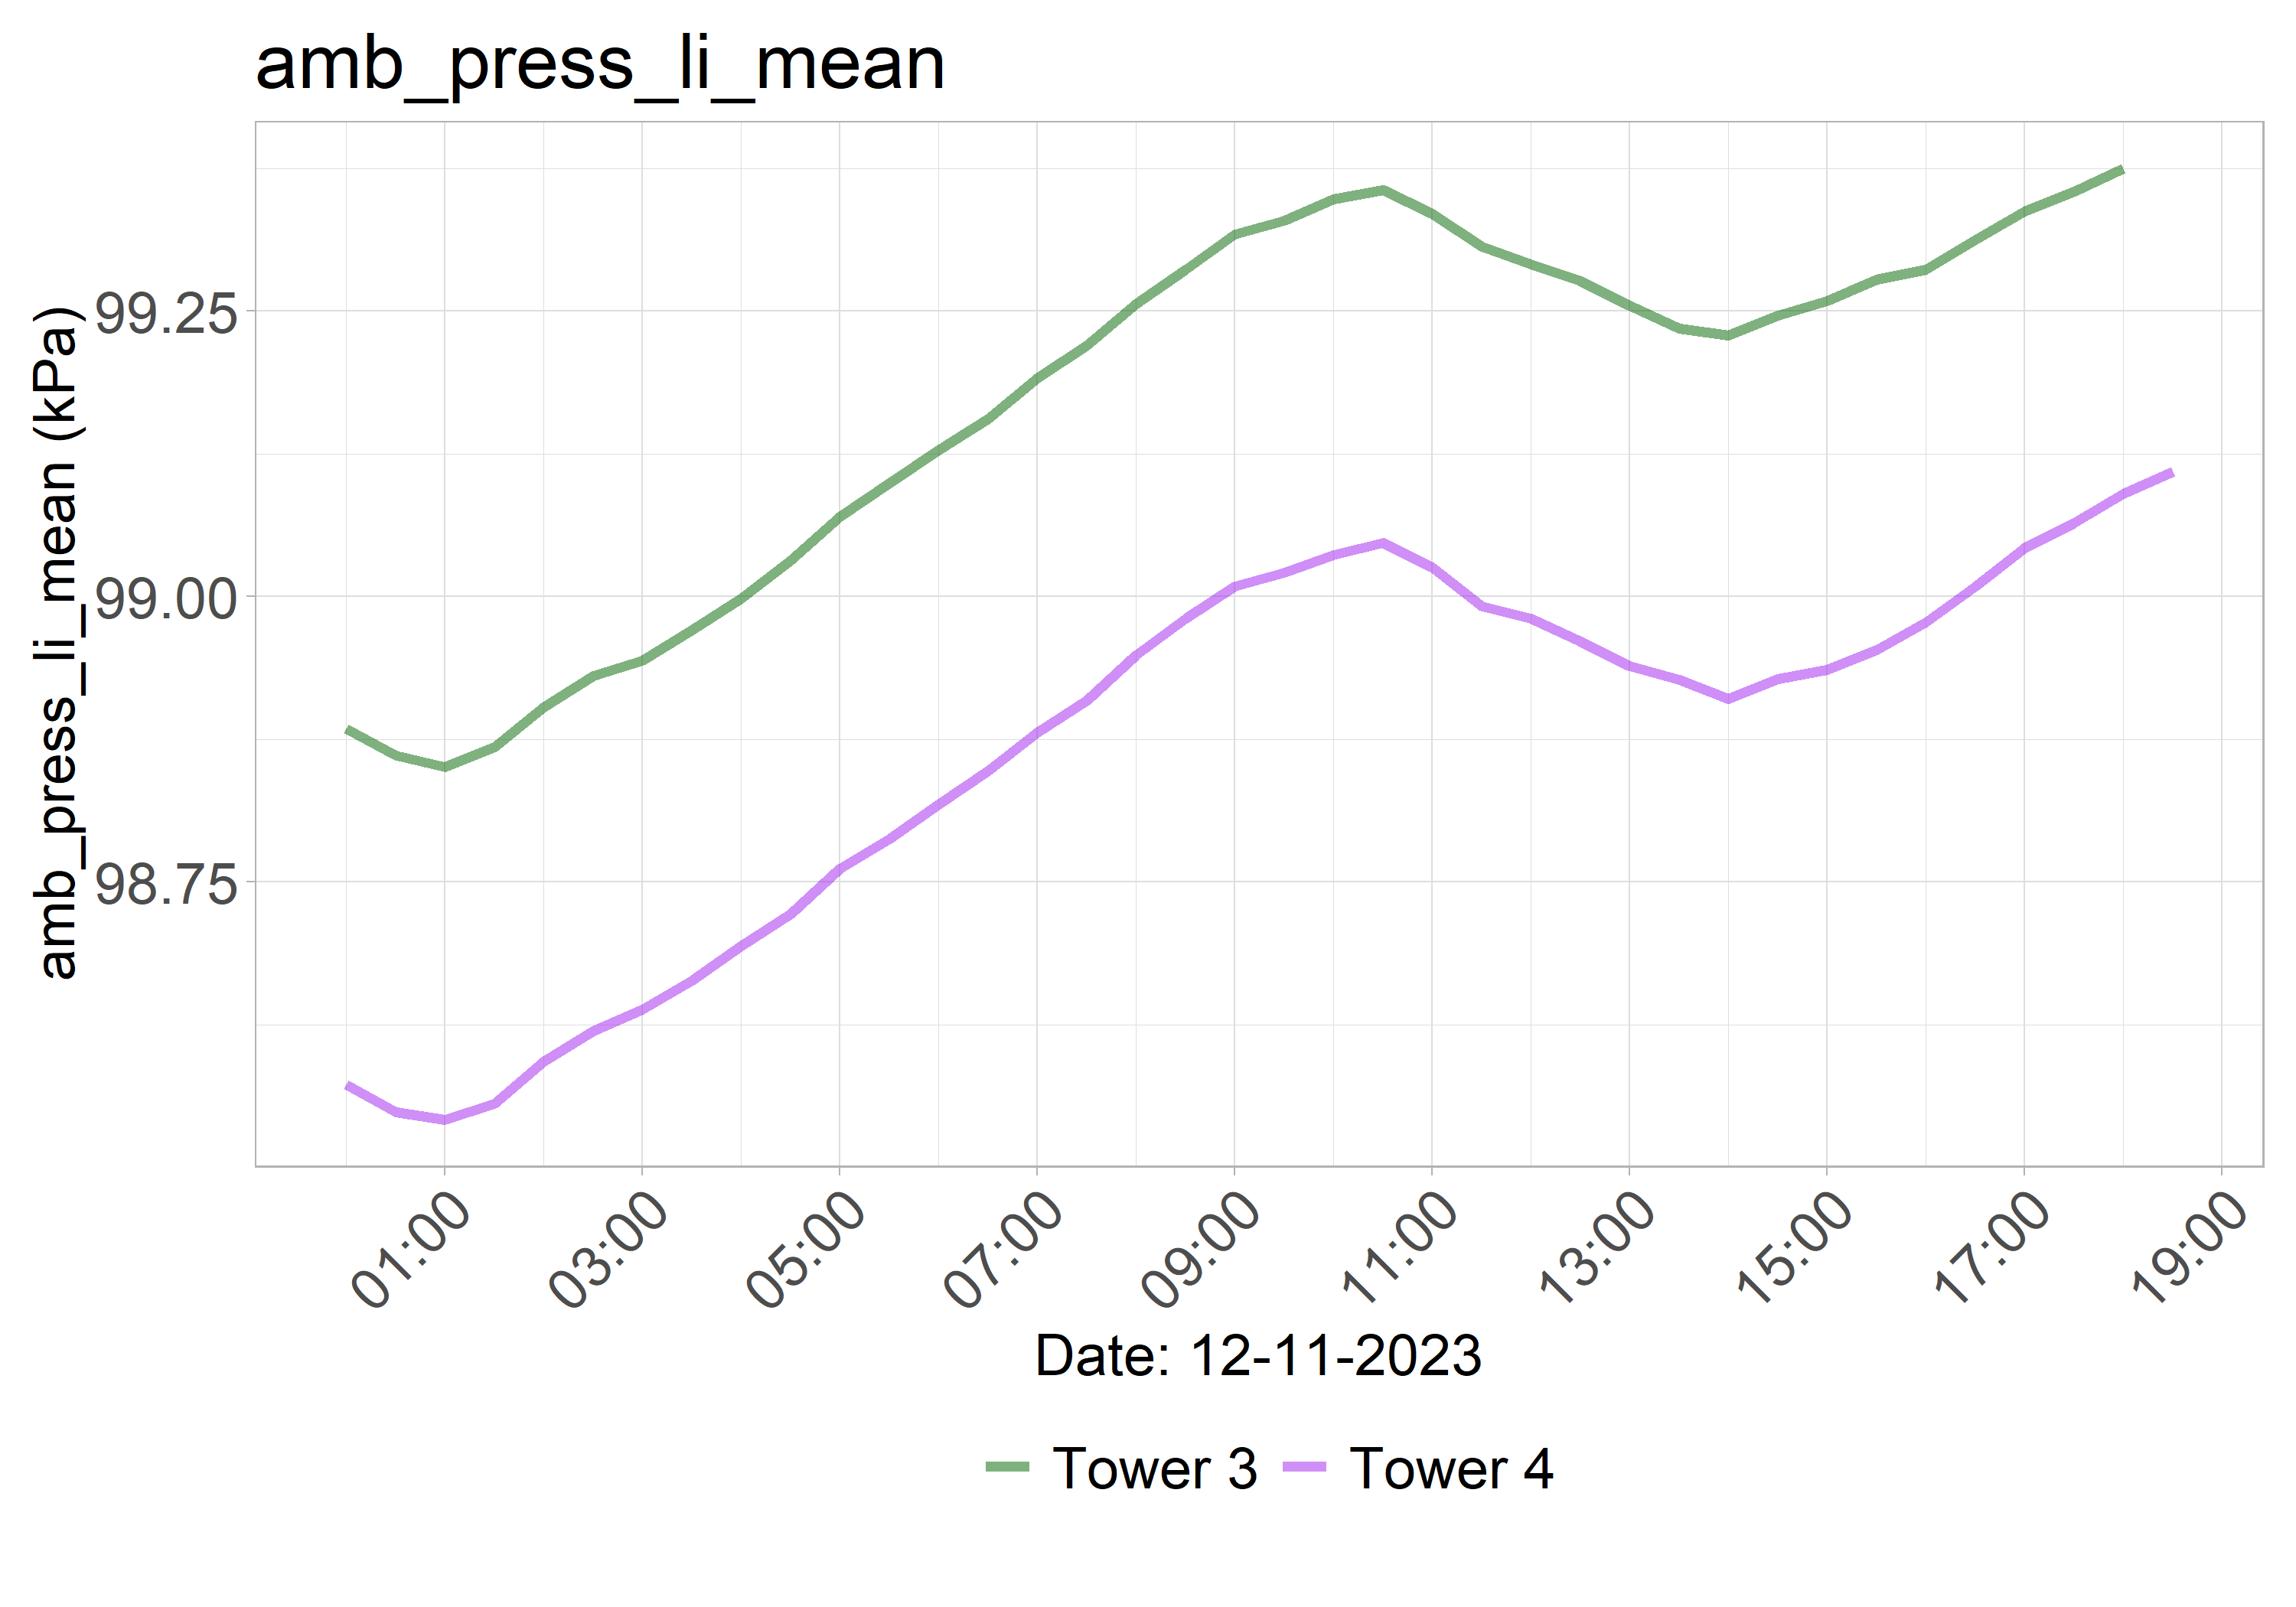 amb_press_li_mean
amb_press_li_mean (kPa)
99.25
99.00
98.75
01:00
03:00
05:00
07:00
09:00
11:00
13:00
15:00
17:00
19:00
Date: 12-11-2023
Tower 3
Tower 4